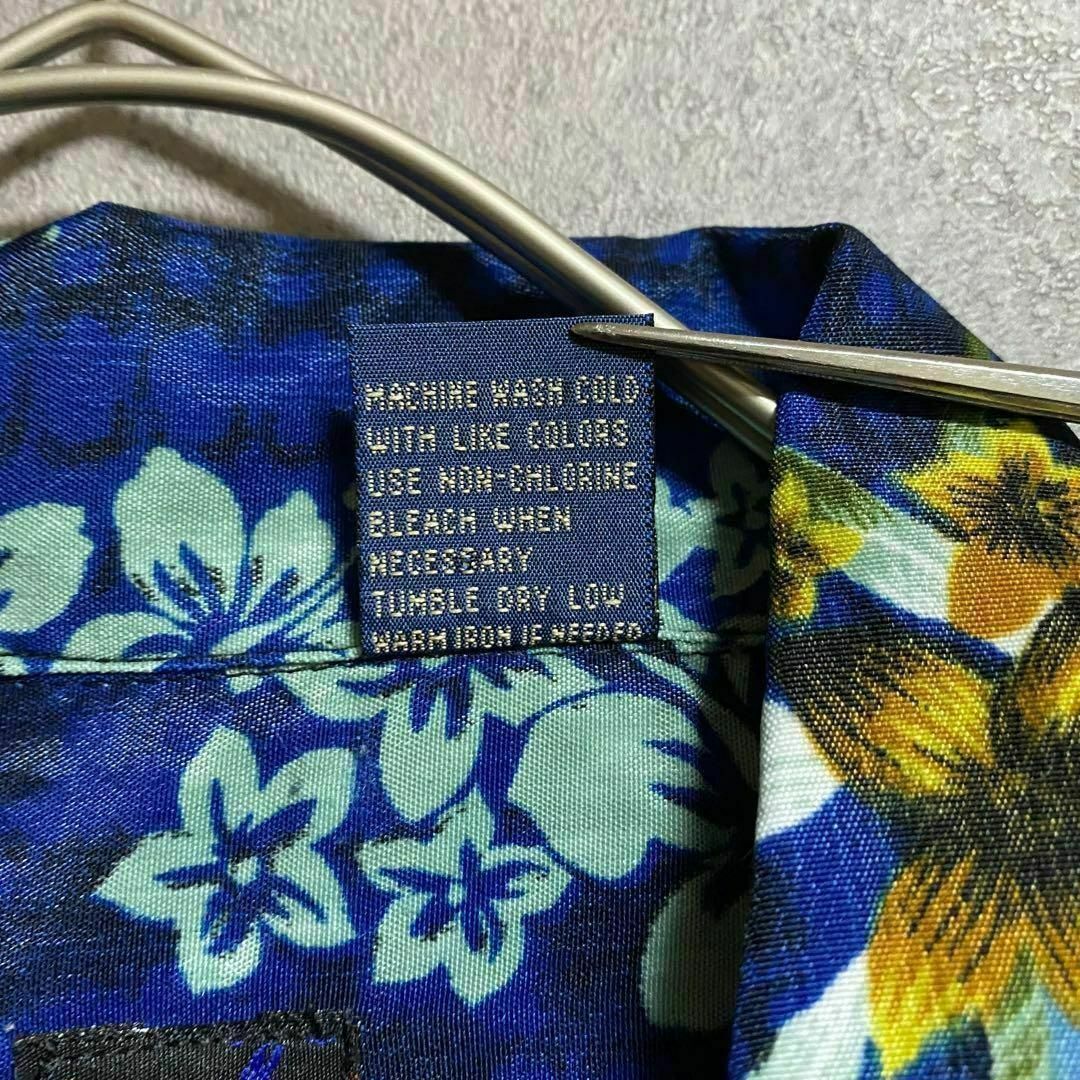 MACHINE WASH COLD
WITH LIKE COLORS
USE NON-CHLORINE
BLEACH WHEN
NECESSARY
TUMBLE DRY LOW
WARM IRON IF NEEDED